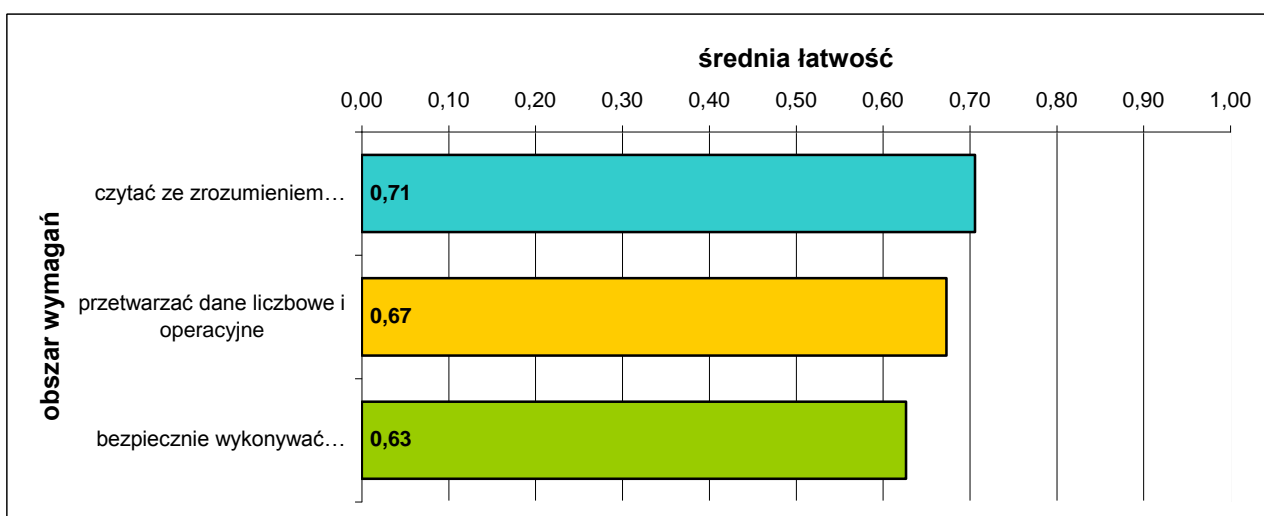 średnia łatwość
0,00 0,10 0,20 0,30 0,40 0,50 0,60 0,70 0,80 0,90 1,00
obszar wymagań
czytać ze zrozumieniem…
0,71
przetwarzać dane liczbowe i
operacyjne
0,67
bezpiecznie wykonywać…
0,63